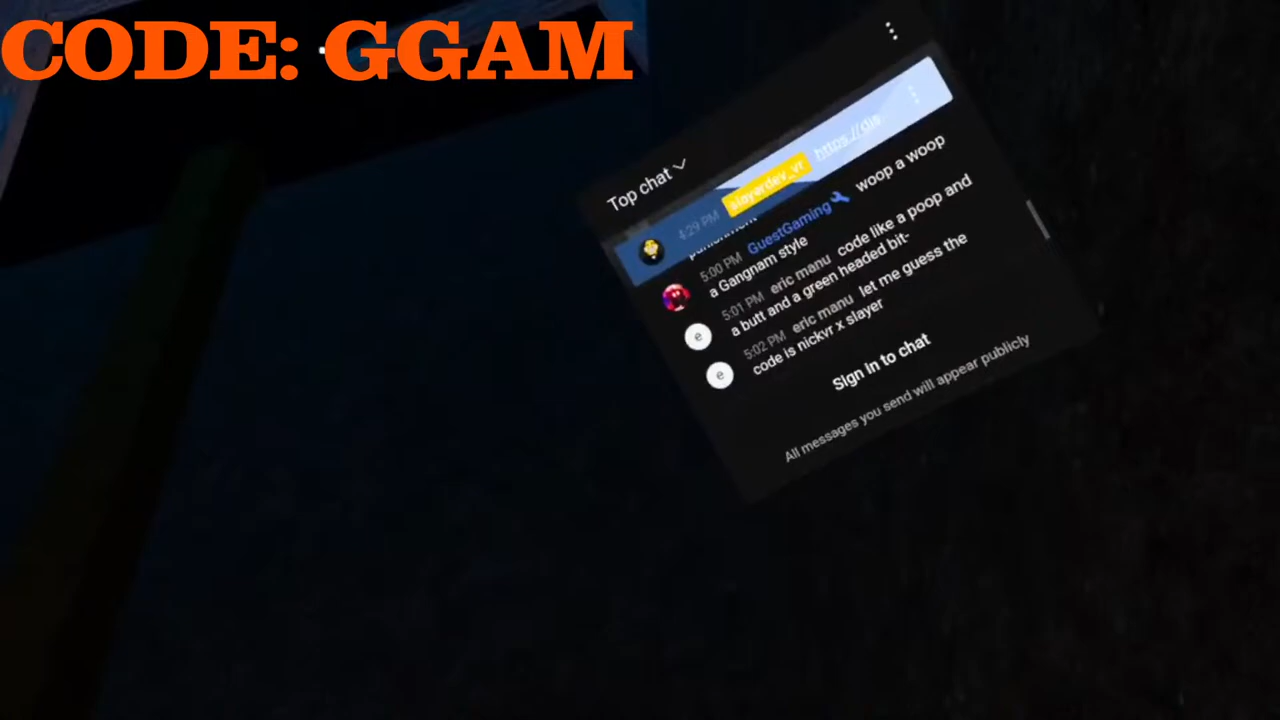 CODE: GGAM
Top chat
4:29 PM slayerdev_vr https://dis
5:00 PM GuestGaming woop a woop
a Gangnam style
5:01 PM eric manu code like a poop and
a butt and a green headed bit-
5:02 PM eric manu let me guess the
code is nickvr x slayer
Sign in to chat
All messages you send will appear publicly